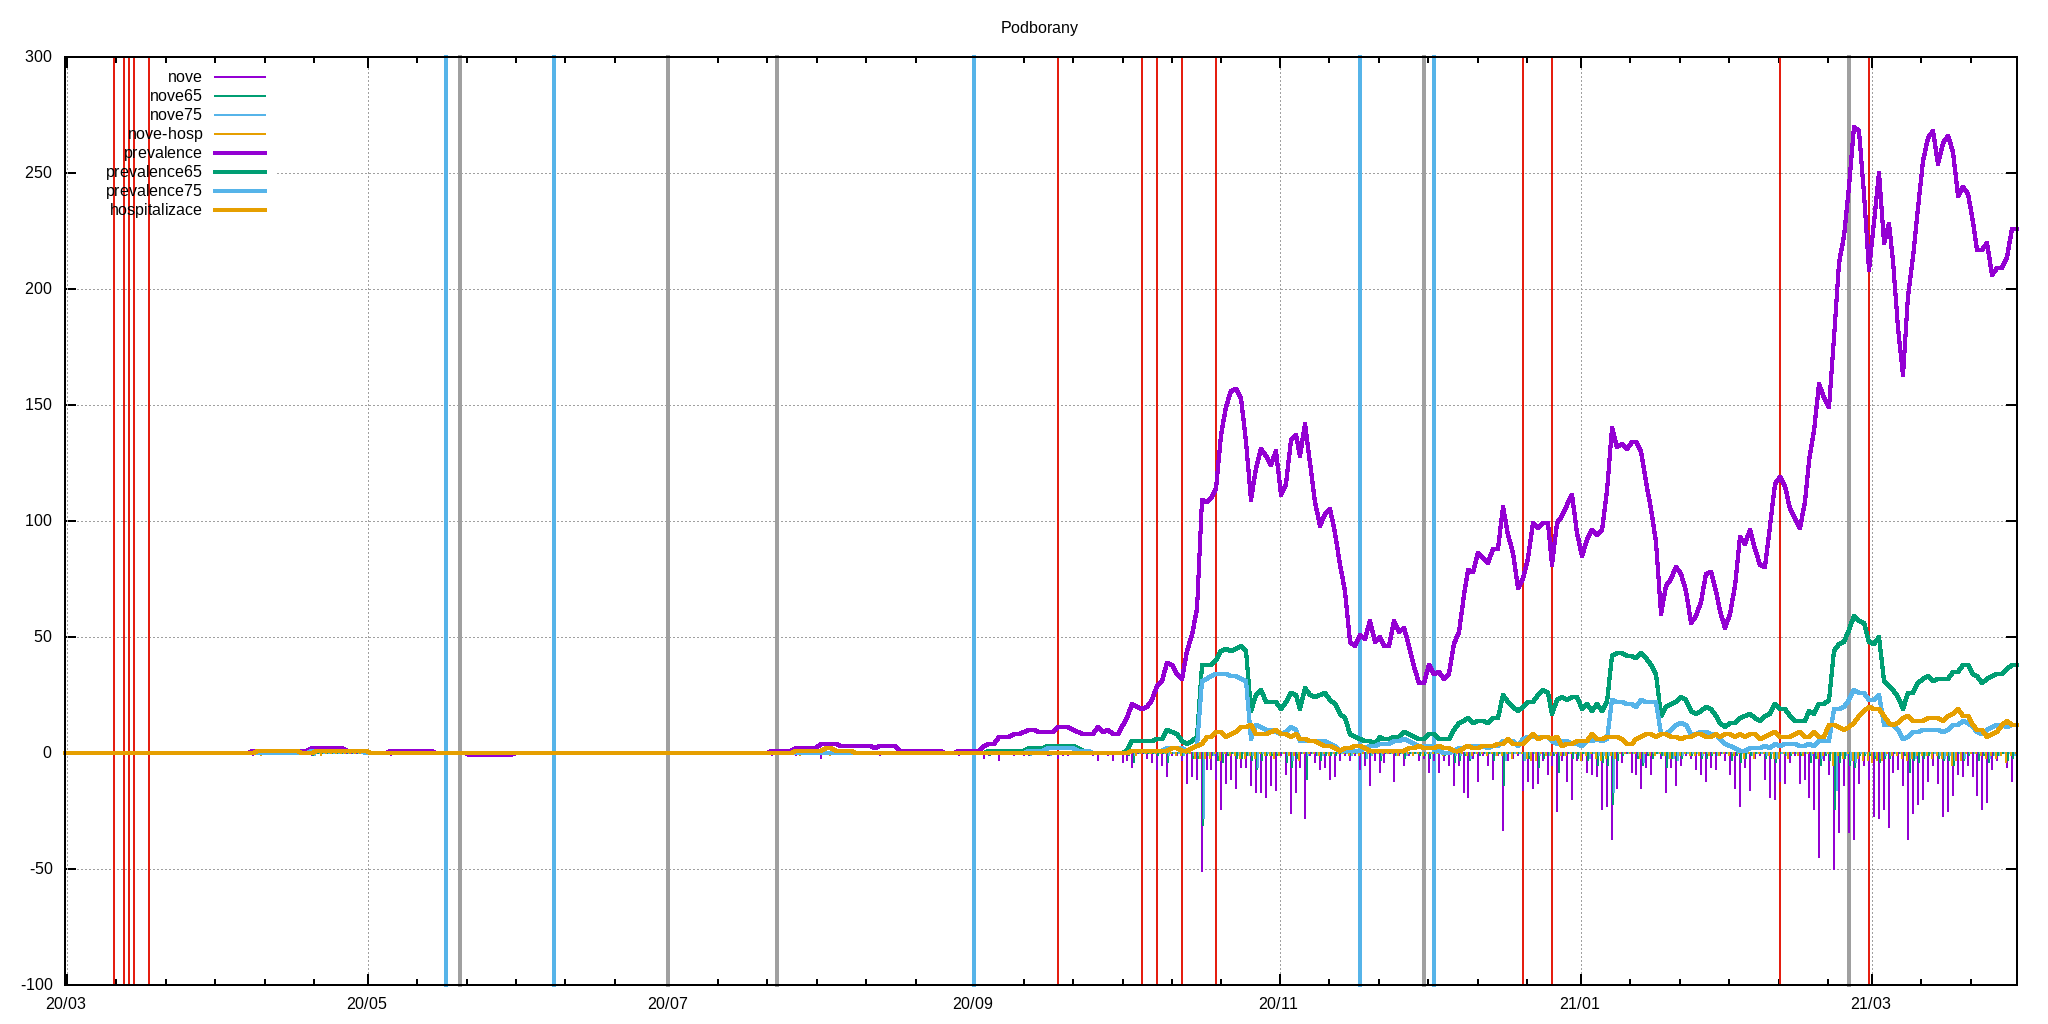 Podborany
300
250
200
150
100
50
0
-50
-100
nove
nove65
nove75
nove-hosp
prevalence
prevalence65
prevalence75
hospitalizace
20/03 20/05 20/07 20/09 20/11 21/01 21/03